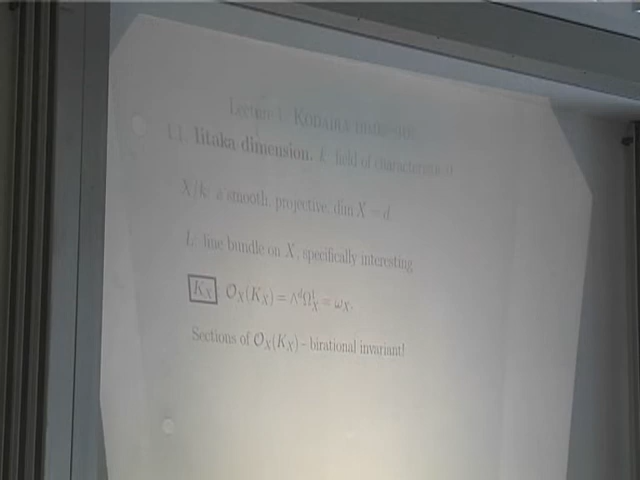 Lecture 1: KODAIRA DIMENSION
1.1. Iitaka dimension. k: field of characteristic 0.
X/k: a smooth, projective, dim X = d.
L: line bundle on X, specifically interesting
K_X O_X(K_X) = ∧^dΩ^1_X = ω_X.
Sections of O_X(K_X) - birational invariant!